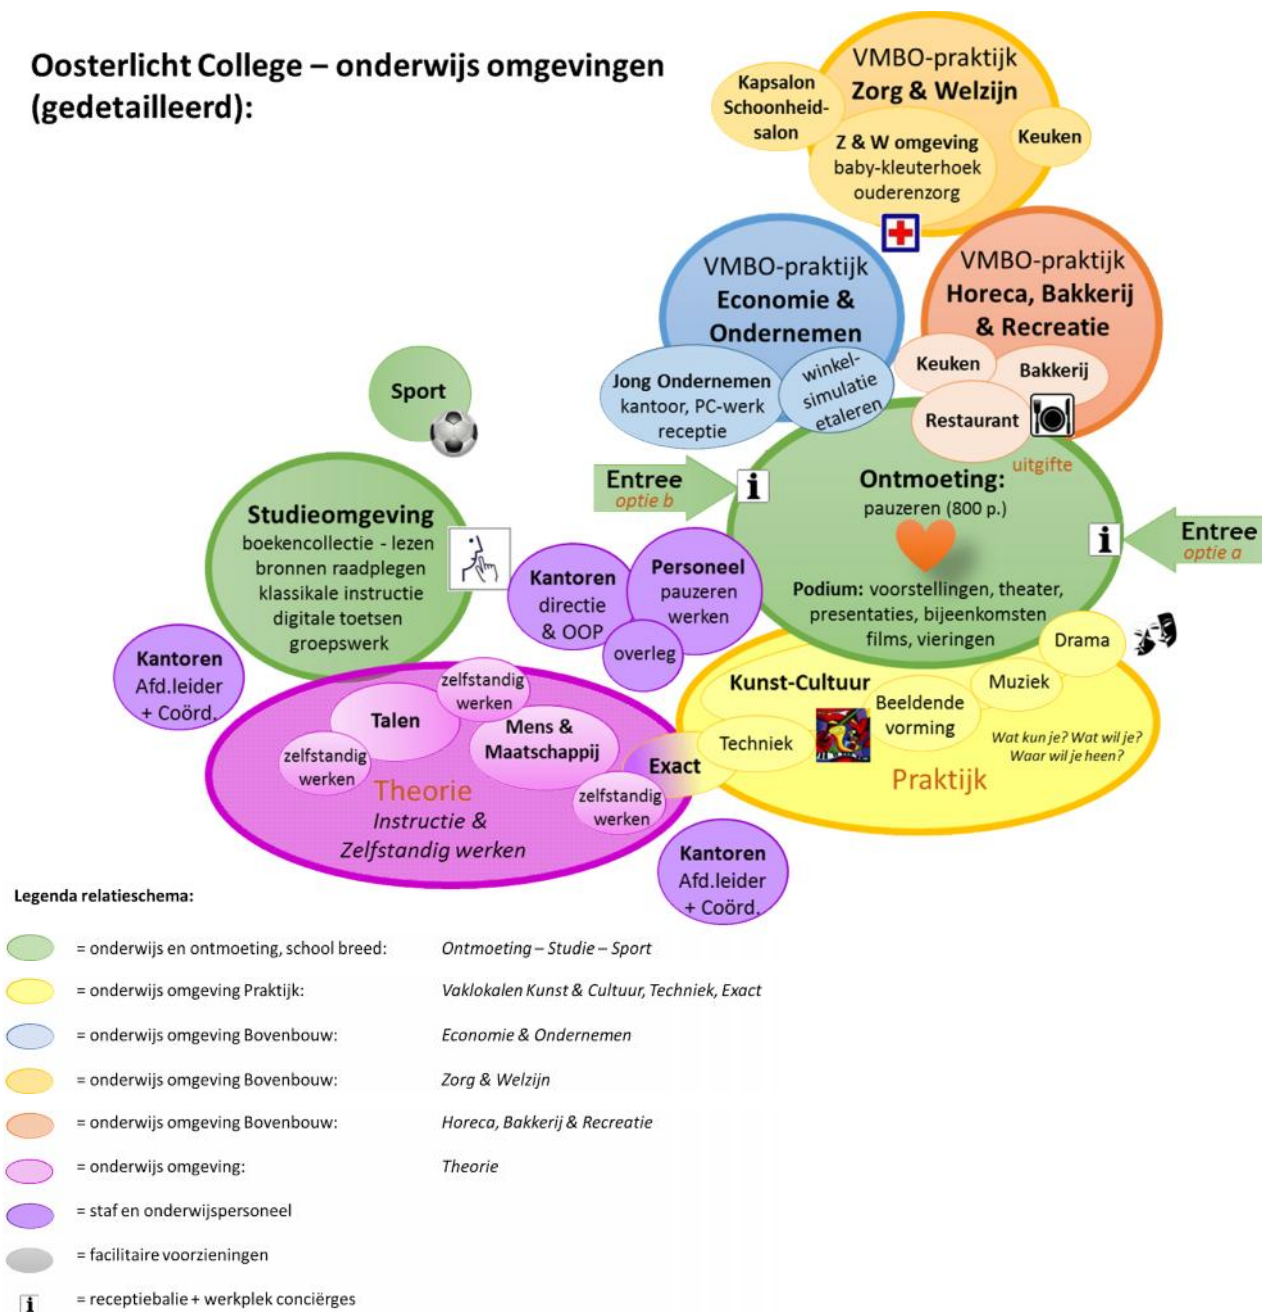 Oosterlicht College – onderwijs omgevingen
(gedetailleerd):
VMBO-praktijk
Zorg & Welzijn
Kapsalon
Schoonheid-
salon
Keuken
Z & W omgeving
baby-kleuterhoek
ouderenzorg
VMBO-praktijk
Economie &
Ondernemen
VMBO-praktijk
Horeca, Bakkerij
& Recreatie
Jong Ondernemen
kantoor, PC-werk
receptie
winkel-
simulatie
etaleren
Keuken
Bakkerij
Restaurant
uitgifte
Sport
Entree
optie b
i
Ontmoeting:
pauzeren (800 p.)
i
Entree
optie a
Podium: voorstellingen, theater,
presentaties, bijeenkomsten
films, vieringen
Studieomgeving
boekencollectie - lezen
bronnen raadplegen
klassikale instructie
digitale toetsen
groepswerk
Kantoren
directie
& OOP
Personeel
pauzeren
werken
overleg
Kantoren
Afd.leider
+ Coörd.
Drama
Muziek
Kunst-Cultuur
Beeldende
vorming
Techniek
Wat kun je? Wat wil je?
Waar wil je heen?
Praktijk
zelfstandig
werken
Talen
Mens &
Maatschappij
zelfstandig
werken
Exact
zelfstandig
werken
Theorie
Instructie &
Zelfstandig werken
Kantoren
Afd.leider
+ Coörd.
Legenda relatieschema:
= onderwijs en ontmoeting, school breed: Ontmoeting – Studie – Sport
= onderwijs omgeving Praktijk: Vaklokalen Kunst & Cultuur, Techniek, Exact
= onderwijs omgeving Bovenbouw: Economie & Ondernemen
= onderwijs omgeving Bovenbouw: Zorg & Welzijn
= onderwijs omgeving Bovenbouw: Horeca, Bakkerij & Recreatie
= onderwijs omgeving: Theorie
= staf en onderwijspersoneel
= facilitaire voorzieningen
i = receptiebalie + werkplek conciërges